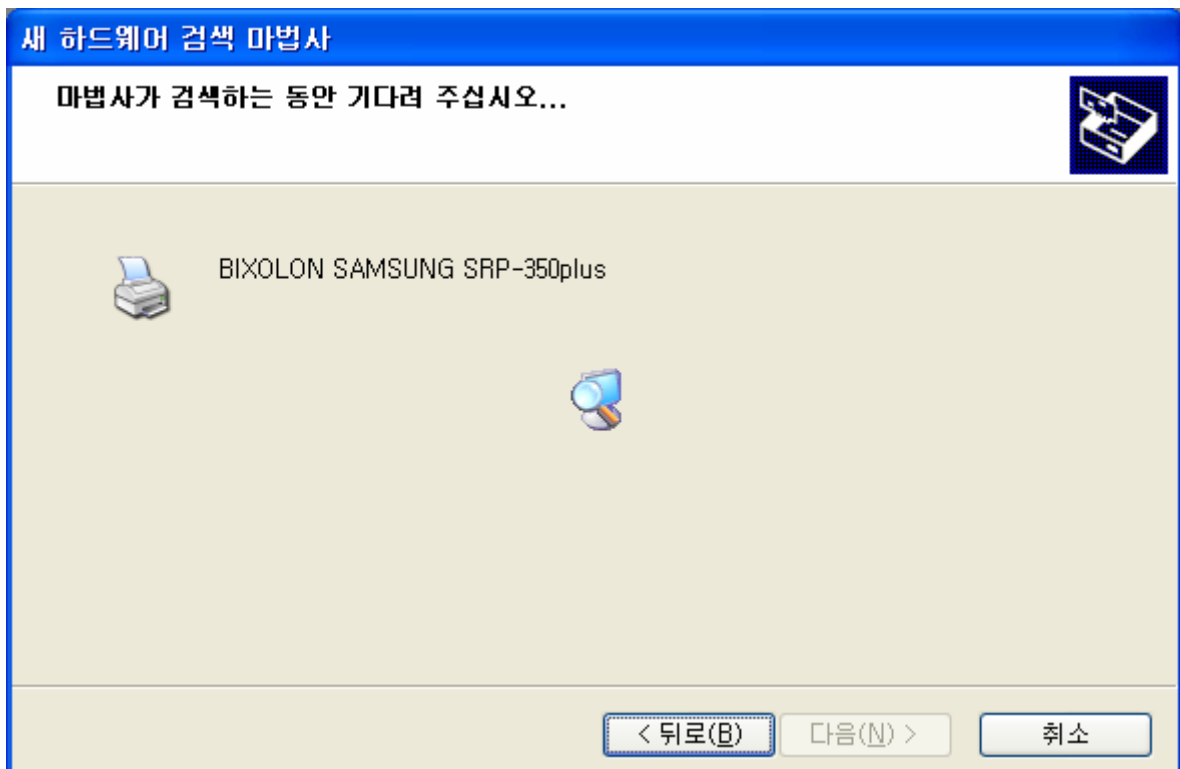 새 하드웨어 검색 마법사
마법사가 검색하는 동안 기다려 주십시오...
BIXOLON SAMSUNG SRP-350plus
< 뒤로(B)
다음(N) >
취소